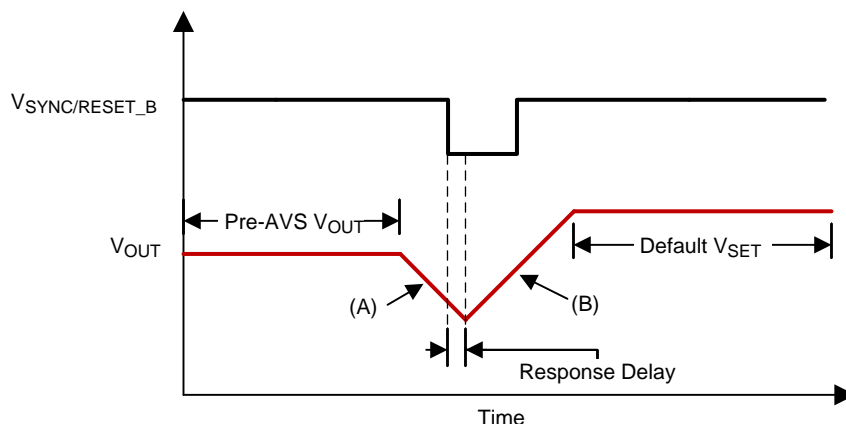 VSYNC/RESET_B
Pre-AVS VOUT
VOUT
Default VSET
(A)
(B)
Response Delay
Time